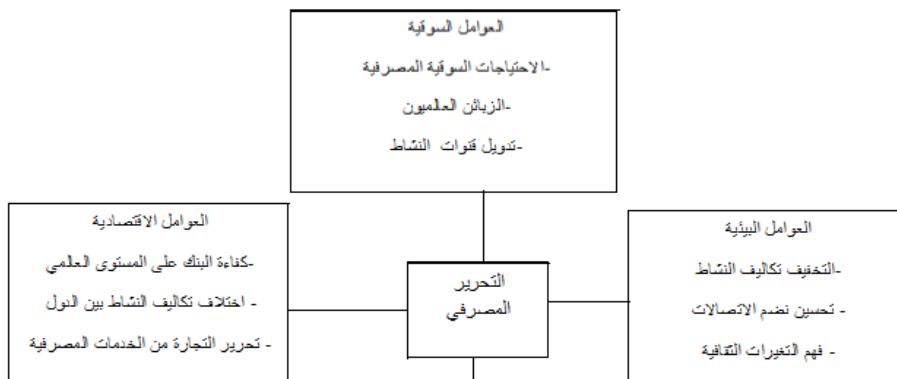 العوامل السوقية
-الاحتياجات السوقية المصرفية
-الزبائن العالميون
-تدويل قنوات النشاط
العوامل البيئية
-التخفيف تكاليف النشاط
- تحسين نضم الاتصالات
- فهم التغيرات الثقافية
التحرير
المصرفي
العوامل الاقتصادية
-كفاءة البنك على المستوى العالمي
- اختلاف تكاليف النشاط بين الدول
- تحرير التجارة من الخدمات المصرفية